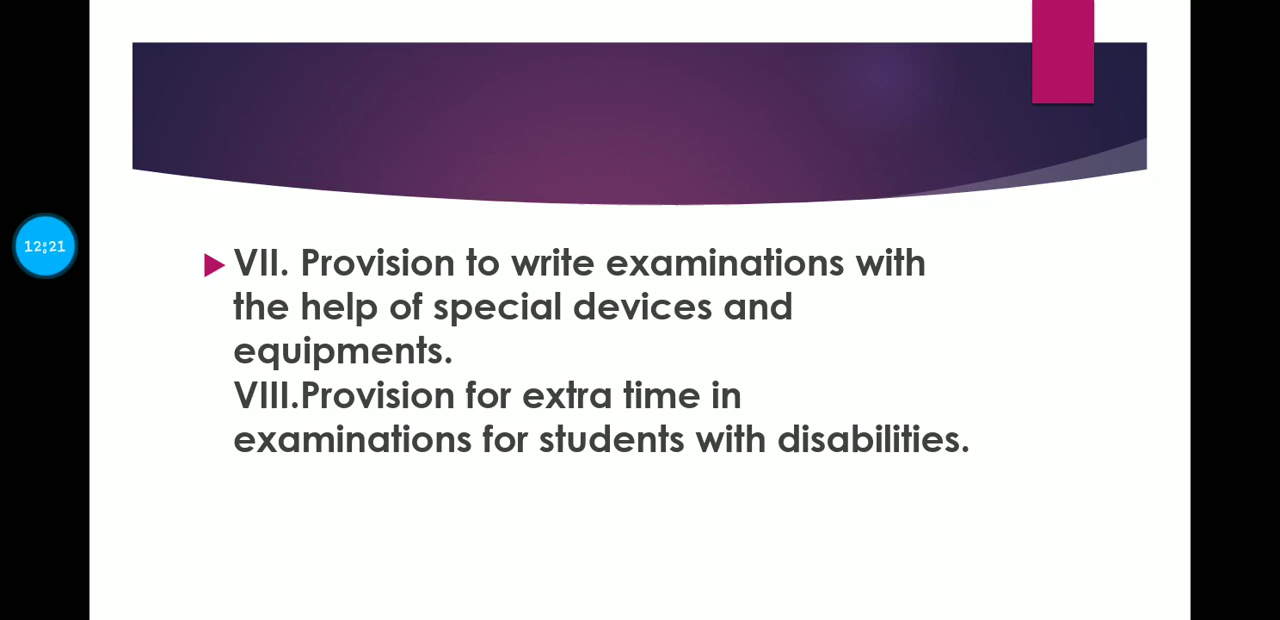 VII. Provision to write examinations with
the help of special devices and
equipments.
VIII.Provision for extra time in
examinations for students with disabilities.
12:21